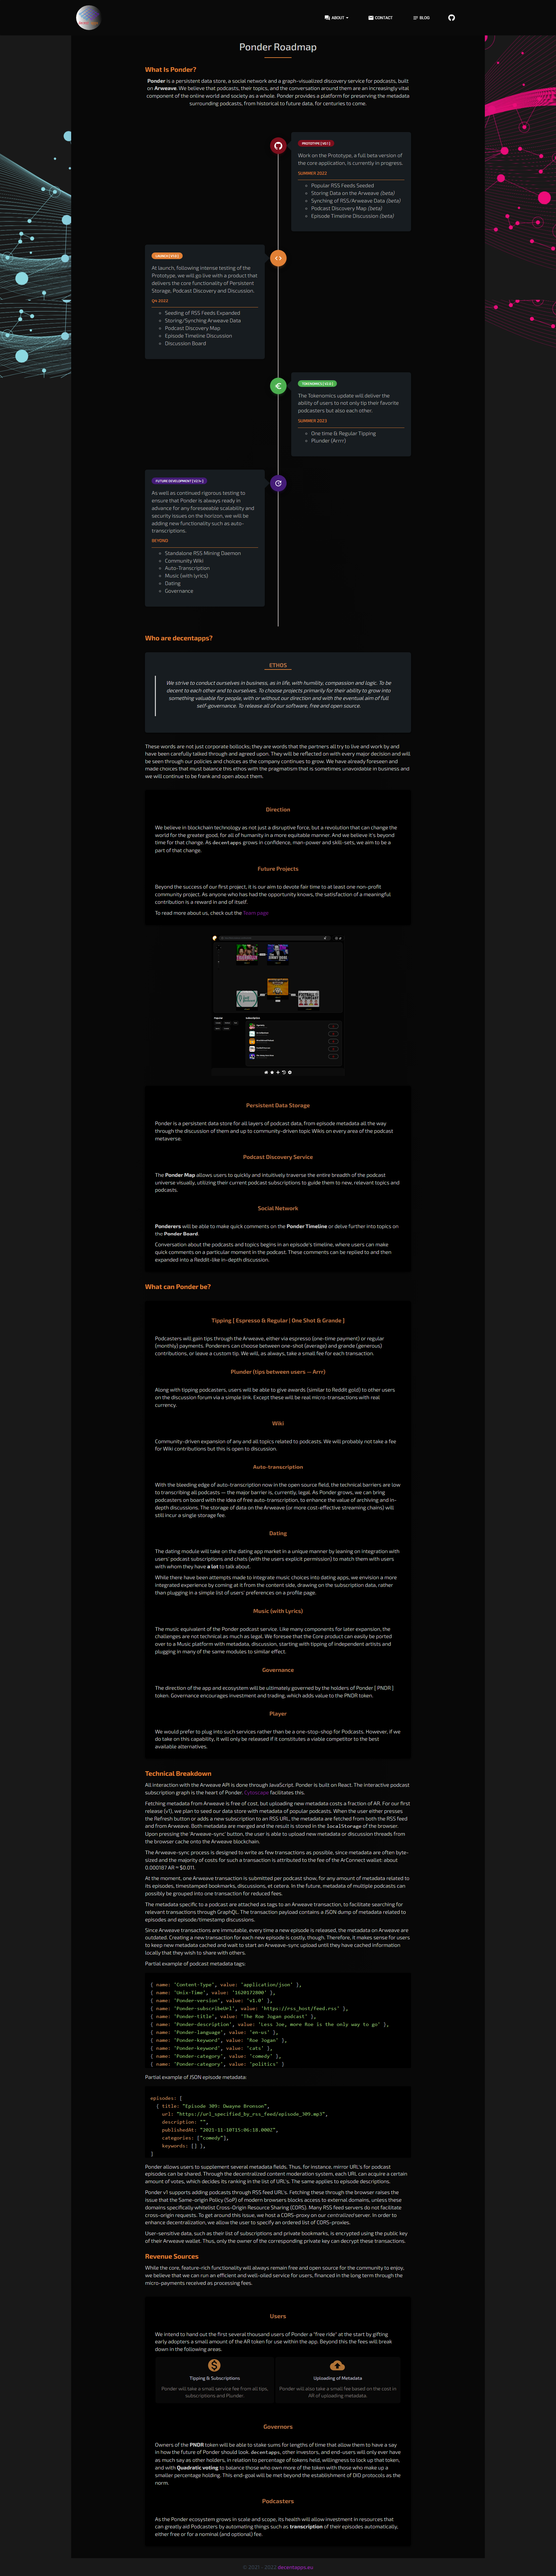 ABOUT
CONTACT
BLOG
Ponder Roadmap
What Is Ponder?
Ponder is a persistent data store, a social network and a graph-visualized discovery service for podcasts, built
on Arweave. We believe that podcasts, their topics, and the conversation around them are an increasingly vital
component of the online world and society as a whole. Ponder provides a platform for preserving the metadata
surrounding podcasts, from historical to future data, for centuries to come.
PROTOTYPE [ V0.1 ]
Work on the Prototype, a full beta version of
the core application, is currently in progress.
SUMMER 2022
Popular RSS Feeds Seeded
Storing Data on the Arweave (beta)
Synching of RSS/Arweave Data (beta)
Podcast Discovery Map (beta)
Episode Timeline Discussion (beta)
LAUNCH [ V1.0 ]
At launch, following intense testing of the
Prototype, we will go live with a product that
delivers the core functionality of Persistent
Storage, Podcast Discovery and Discussion.
Q4 2022
Seeding of RSS Feeds Expanded
Storing/Synching Arweave Data
Podcast Discovery Map
Episode Timeline Discussion
Discussion Board
TOKENOMICS [ V2.0 ]
The Tokenomics update will deliver the
ability of users to not only tip their favorite
podcasters but also each other.
SUMMER 2023
One time & Regular Tipping
Plunder (Arrrr)
FUTURE DEVELOPMENT [ V2.1+ ]
As well as continued rigorous testing to
ensure that Ponder is always ready in
advance for any foreseeable scalability and
security issues on the horizon, we will be
adding new functionality such as auto-
transcriptions.
BEYOND
Standalone RSS Mining Daemon
Community Wiki
Auto-Transcription
Music (with lyrics)
Dating
Governance
Who are decentapps?
ETHOS
We strive to conduct ourselves in business, as in life, with humility, compassion and logic. To be
decent to each other and to ourselves. To choose projects primarily for their ability to grow into
something valuable for people, with or without our direction and with the eventual aim of full
self-governance. To release all of our software, free and open source.
These words are not just corporate bollocks; they are words that the partners all try to live and work by and
have been carefully talked through and agreed upon. They will be reflected on with every major decision and will
be seen through our policies and choices as the company continues to grow. We have already foreseen and
made choices that must balance this ethos with the pragmatism that is sometimes unavoidable in business and
we will continue to be frank and open about them.
Direction
We believe in blockchain technology as not just a disruptive force, but a revolution that can change the
world for the greater good, for all of humanity in a more equitable manner. And we believe it's beyond
time for that change. As decentapps grows in confidence, man-power and skill-sets, we aim to be a
part of that change.
Future Projects
Beyond the success of our first project, it is our aim to devote fair time to at least one non-profit
community project. As anyone who has had the opportunity knows, the satisfaction of a meaningful
contribution is a reward in and of itself.
To read more about us, check out the Team page
Persistent Data Storage
Ponder is a persistent data store for all layers of podcast data, from episode metadata all the way
through the discussion of them and up to community-driven topic Wikis on every area of the podcast
metaverse.
Podcast Discovery Service
The Ponder Map allows users to quickly and intuitively traverse the entire breadth of the podcast
universe visually, utilizing their current podcast subscriptions to guide them to new, relevant topics and
podcasts.
Social Network
Ponderers will be able to make quick comments on the Ponder Timeline or delve further into topics on
the Ponder Board.
Conversation about the podcasts and topics begins in an episode's timeline, where users can make
quick comments on a particular moment in the podcast. These comments can be replied to and then
expanded into a Reddit-like in-depth discussion.
What can Ponder be?
Tipping [ Espresso & Regular | One Shot & Grande ]
Podcasters will gain tips through the Arweave, either via espresso (one-time payment) or regular
(monthly) payments. Ponderers can choose between one-shot (average) and grande (generous)
contributions, or leave a custom tip. We will, as always, take a small fee for each transaction.
Plunder (tips between users — Arrr)
Along with tipping podcasters, users will be able to give awards (similar to Reddit gold) to other users
on the discussion forum via a simple link. Except these will be real micro-transactions with real
currency.
Wiki
Community-driven expansion of any and all topics related to podcasts. We will probably not take a fee
for Wiki contributions but this is open to discussion.
Auto-transcription
With the bleeding edge of auto-transcription now in the open source field, the technical barriers are low
to transcribing all podcasts — the major barrier is, currently, legal. As Ponder grows, we can bring
podcasters on board with the idea of free auto-transcription, to enhance the value of archiving and in-
depth discussions. The storage of data on the Arweave (or more cost-effective streaming chains) will
still incur a single storage fee.
Dating
The dating module will take on the dating app market in a unique manner by leaning on integration with
users' podcast subscriptions and chats (with the users explicit permission) to match them with users
with whom they have a lot to talk about.
While there have been attempts made to integrate music choices into dating apps, we envision a more
integrated experience by coming at it from the content side, drawing on the subscription data, rather
than plugging in a simple list of users' preferences on a profile page.
Music (with Lyrics)
The music equivalent of the Ponder podcast service. Like many components for later expansion, the
challenges are not technical as much as legal. We foresee that the Core product can easily be ported
over to a Music platform with metadata, discussion, starting with tipping of independent artists and
plugging in many of the same modules to similar effect.
Governance
The direction of the app and ecosystem will be ultimately governed by the holders of Ponder [ PNDR ]
token. Governance encourages investment and trading, which adds value to the PNDR token.
Player
We would prefer to plug into such services rather than be a one-stop-shop for Podcasts. However, if we
do take on this capability, it will only be released if it constitutes a viable competitor to the best
available alternatives.
Technical Breakdown
All interaction with the Arweave API is done through JavaScript. Ponder is built on React. The interactive podcast
subscription graph is the heart of Ponder. Cytoscape facilitates this.
Fetching metadata from Arweave is free of cost, but uploading new metadata costs a fraction of AR. For our first
release (v1), we plan to seed our data store with metadata of popular podcasts. When the user either presses
the Refresh button or adds a new subscription to an RSS URL, the metadata are fetched from both the RSS feed
and from Arweave. Both metadata are merged and the result is stored in the localStorage of the browser.
Upon pressing the 'Arweave-sync' button, the user is able to upload new metadata or discussion threads from
the browser cache onto the Arweave blockchain.
The Arweave-sync process is designed to write as few transactions as possible, since metadata are often byte-
sized and the majority of costs for such a transaction is attributed to the fee of the ArConnect wallet: about
0.000187 AR ≈ $0.011.
At the moment, one Arweave transaction is submitted per podcast show, for any amount of metadata related to
its episodes, timestamped bookmarks, discussions, et cetera. In the future, metadata of multiple podcasts can
possibly be grouped into one transaction for reduced fees.
The metadata specific to a podcast are attached as tags to an Arweave transaction, to facilitate searching for
relevant transactions through GraphQL. The transaction payload contains a JSON dump of metadata related to
episodes and episode/timestamp discussions.
Since Arweave transactions are immutable, every time a new episode is released, the metadata on Arweave are
outdated. Creating a new transaction for each new episode is costly, though. Therefore, it makes sense for users
to keep new metadata cached and wait to start an Arweave-sync upload until they have cached information
locally that they wish to share with others.
Partial example of podcast metadata tags:
{ name: 'Content-Type', value: 'application/json' },
{ name: 'Unix-Time', value: '1620172800' },
{ name: 'Ponder-version', value: 'v1.0' },
{ name: 'Ponder-subscribeUrl', value: 'https://rss_host/feed.rss' },
{ name: 'Ponder-title', value: 'The Roe Jogan podcast' },
{ name: 'Ponder-description', value: 'Less Joe, more Roe is the only way to go' },
{ name: 'Ponder-language', value: 'en-us' },
{ name: 'Ponder-keyword', value: 'Roe Jogan' },
{ name: 'Ponder-keyword', value: 'cats' },
{ name: 'Ponder-category', value: 'comedy' },
{ name: 'Ponder-category', value: 'politics' }
Partial example of JSON episode metadata:
episodes: [
{ title: "Episode 309: Dwayne Bronson",
url: "https://url_specified_by_rss_feed/episode_309.mp3",
description: "",
publishedAt: "2021-11-10T15:06:18.000Z",
categories: ["comedy"],
keywords: [] },
]
Ponder allows users to supplement several metadata fields. Thus, for instance, mirror URL's for podcast
episodes can be shared. Through the decentralized content moderation system, each URL can acquire a certain
amount of votes, which decides its ranking in the list of URL's. The same applies to episode descriptions.
Ponder v1 supports adding podcasts through RSS feed URL's. Fetching these through the browser raises the
issue that the Same-origin Policy (SoP) of modern browsers blocks access to external domains, unless these
domains specifically whitelist Cross-Origin Resource Sharing (CORS). Many RSS feed servers do not facilitate
cross-origin requests. To get around this issue, we host a CORS-proxy on our centralized server. In order to
enhance decentralization, we allow the user to specify an ordered list of CORS-proxies.
User-sensitive data, such as their list of subscriptions and private bookmarks, is encrypted using the public key
of their Arweave wallet. Thus, only the owner of the corresponding private key can decrypt these transactions.
Revenue Sources
While the core, feature-rich functionality will always remain free and open source for the community to enjoy,
we believe that we can run an efficient and well-oiled service for users, financed in the long term through the
micro-payments received as processing fees.
Users
We intend to hand out the first several thousand users of Ponder a "free ride" at the start by gifting
early adopters a small amount of the AR token for use within the app. Beyond this the fees will break
down in the following areas.
Tipping & Subscriptions
Ponder will take a small service fee from all tips,
subscriptions and Plunder.
Uploading of Metadata
Ponder will also take a small fee based on the cost in
AR of uploading metadata.
Governors
Owners of the PNDR token will be able to stake sums for lengths of time that allow them to have a say
in how the future of Ponder should look. decentapps, other investors, and end-users will only ever have
as much say as other holders, in relation to percentage of tokens held, willingness to lock up that token,
and with Quadratic voting to balance those who own more of the token with those who make up a
smaller percentage holding. This end-goal will be met beyond the establishment of DiD protocols as the
norm.
Podcasters
As the Ponder ecosystem grows in scale and scope, its health will allow investment in resources that
can greatly aid Podcasters by automating things such as transcription of their episodes automatically,
either free or for a nominal (and optional) fee.
© 2021 - 2022 decentapps.eu